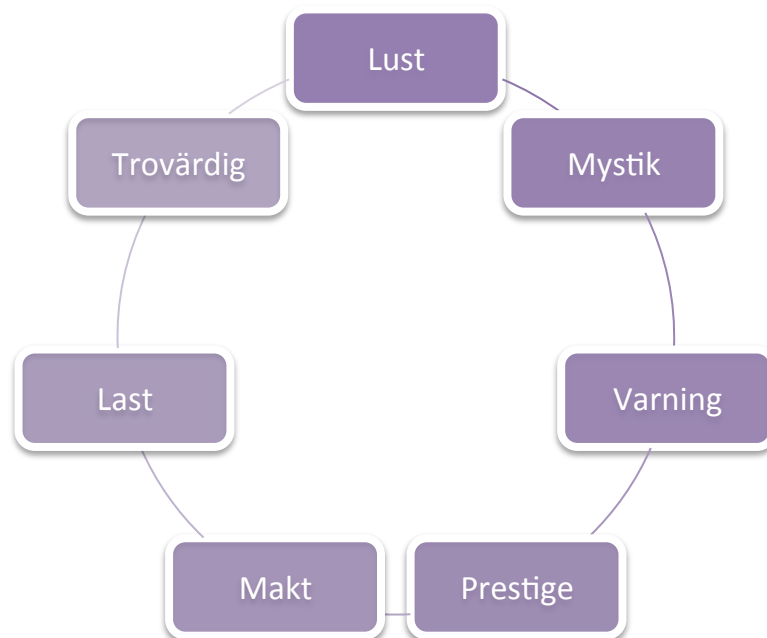 Lust
Mystik
Varning
Prestige
Makt
Last
Trovärdig